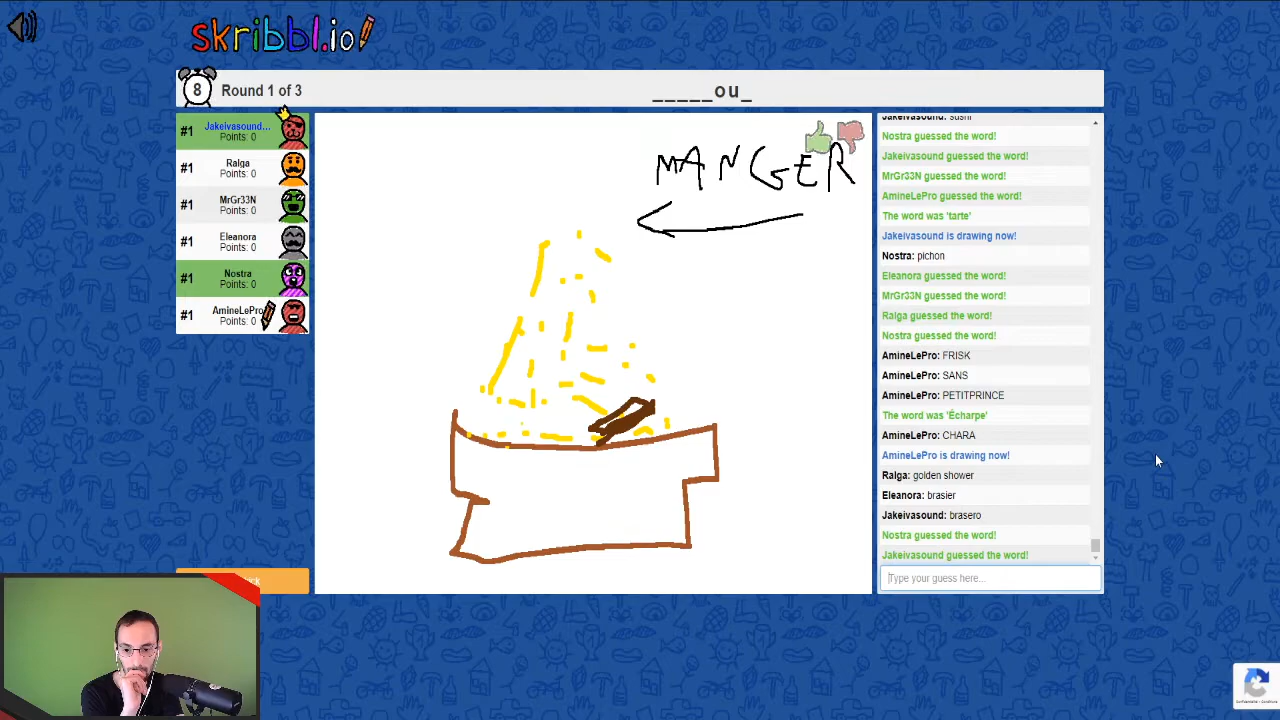 skribbl.io
8
Round 1 of 3
_____ou_
#1 Jakeivasound... Points: 0
#1 Ralga Points: 0
#1 MrGr33N Points: 0
#1 Eleanora Points: 0
#1 Nostra Points: 0
#1 AmineLePro Points: 0
MANGER
Jakeivasound: sushi
Nostra guessed the word!
Jakeivasound guessed the word!
MrGr33N guessed the word!
AmineLePro guessed the word!
The word was 'tarte'
Jakeivasound is drawing now!
Nostra: pichon
Eleanora guessed the word!
MrGr33N guessed the word!
Ralga guessed the word!
Nostra guessed the word!
AmineLePro: FRISK
AmineLePro: SANS
AmineLePro: PETITPRINCE
The word was 'Écharpe'
AmineLePro: CHARA
AmineLePro is drawing now!
Ralga: golden shower
Eleanora: brasier
Jakeivasound: brasero
Nostra guessed the word!
Jakeivasound guessed the word!
Type your guess here...